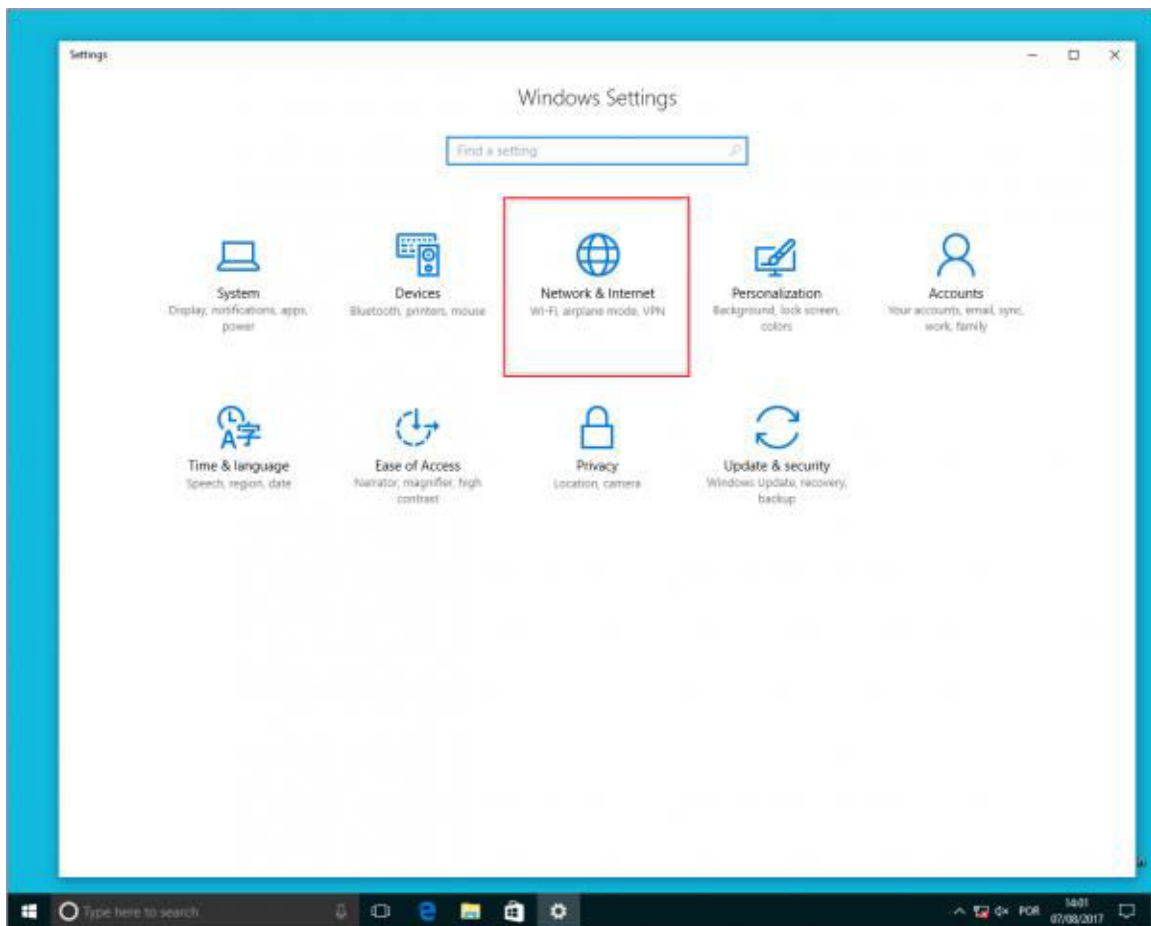 Settings
Windows Settings
Find a setting
System
Display, notifications, apps,
power
Devices
Bluetooth, printers, mouse
Network & Internet
Wi-Fi, airplane mode, VPN
Personalization
Background, lock screen,
colors
Accounts
Your accounts, email, sync,
work, family
Time & language
Speech, region, date
Ease of Access
Narrator, magnifier, high
contrast
Privacy
Location, camera
Update & security
Windows Update, recovery,
backup
Type here to search
POR
14:01
07/08/2017